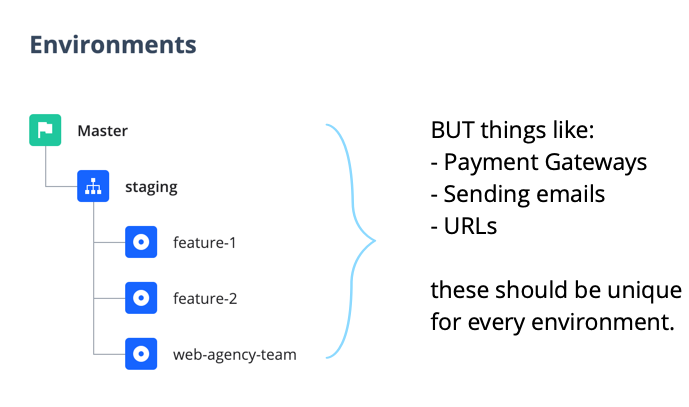 Environments
Master
staging
feature-1
feature-2
web-agency-team
BUT things like:
- Payment Gateways
- Sending emails
- URLs
these should be unique
for every environment.